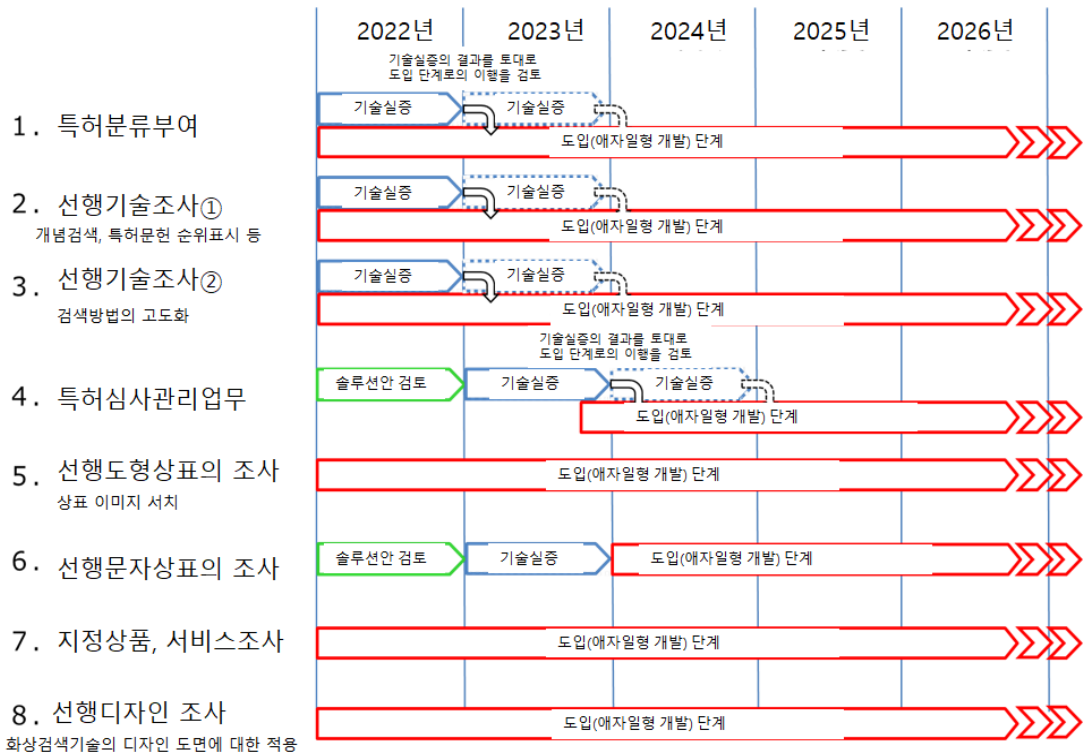 2022년 2023년 2024년 2025년 2026년
기술실증의 결과를 토대로
도입 단계로의 이행을 검토
1. 특허분류부여
기술실증 기술실증
도입(애자일형 개발) 단계
2. 선행기술조사①
개념검색, 특허문헌 순위표시 등
기술실증 기술실증
도입(애자일형 개발) 단계
3. 선행기술조사②
검색방법의 고도화
기술실증 기술실증
도입(애자일형 개발) 단계
기술실증의 결과를 토대로
도입 단계로의 이행을 검토
4. 특허심사관리업무
솔루션안 검토 기술실증 기술실증
도입(애자일형 개발) 단계
5. 선행도형상표의 조사
상표 이미지 서치
도입(애자일형 개발) 단계
6. 선행문자상표의 조사
솔루션안 검토 기술실증 도입(애자일형 개발) 단계
7. 지정상품, 서비스조사
도입(애자일형 개발) 단계
8. 선행디자인 조사
화상검색기술의 디자인 도면에 대한 적용
도입(애자일형 개발) 단계